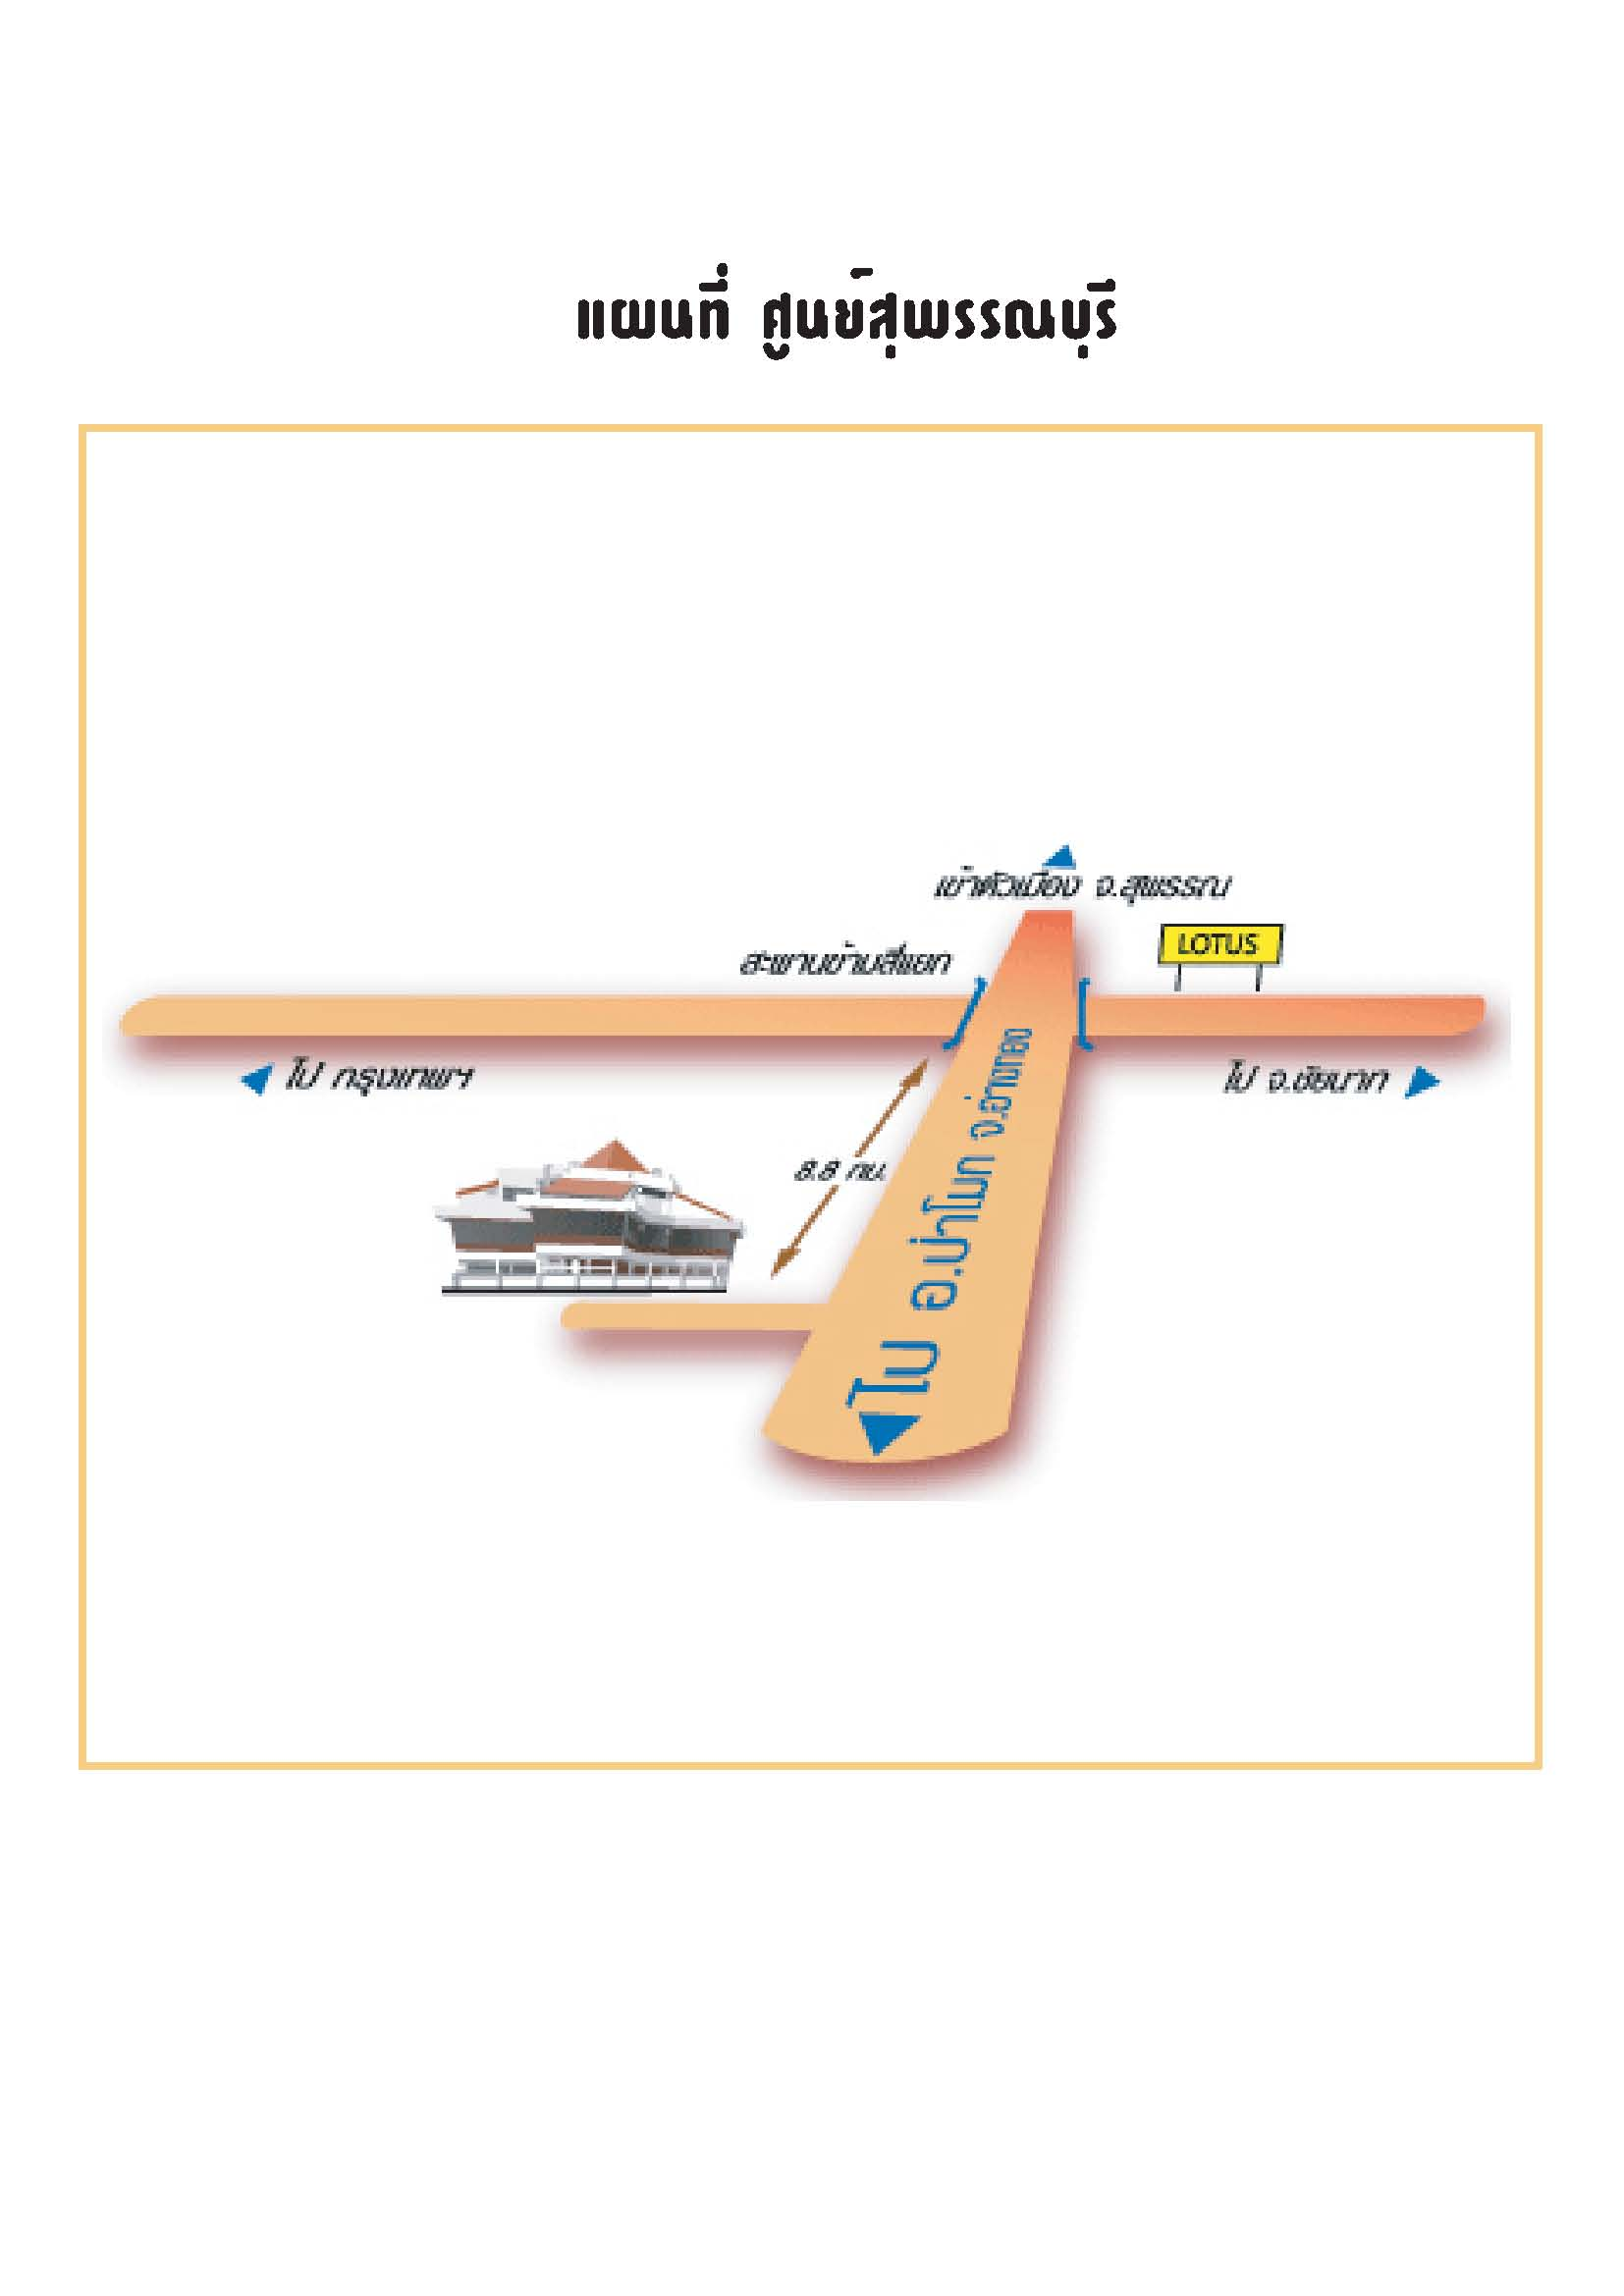 แผนที่ ศูนย์สุพรรณบุรี
เข้าตัวเมือง จ.สุพรรณ
LOTUS
สะพานข้ามสี่แยก
ไป กรุงเทพฯ
ไป จ.ชัยนาท
8.8 กม.
ไป อ.ป่าโมก จ.อ่างทอง